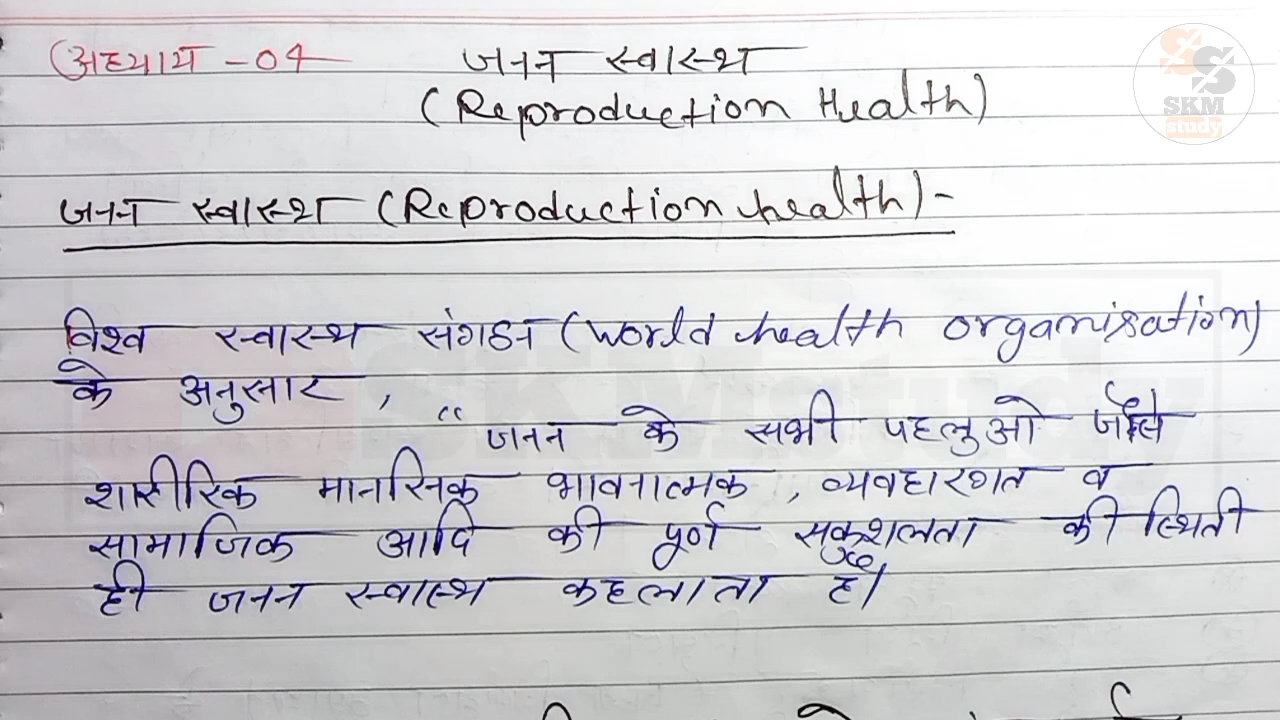 अध्याय - 04
जनन स्वास्थ
(Reproduction Health)
SKM
study
जनन स्वास्थ (Reproduction health) -
विश्व स्वास्थ संगठन (World health organisation)
के अनुसार,
“जनन के सभी पहलुओ जैसे
शारीरिक मानसिक भावनात्मक, व्यवहारगत व
सामाजिक आदि की पूर्ण सकुशलता की स्थिती
ही जनन स्वास्थ कहलाता है।